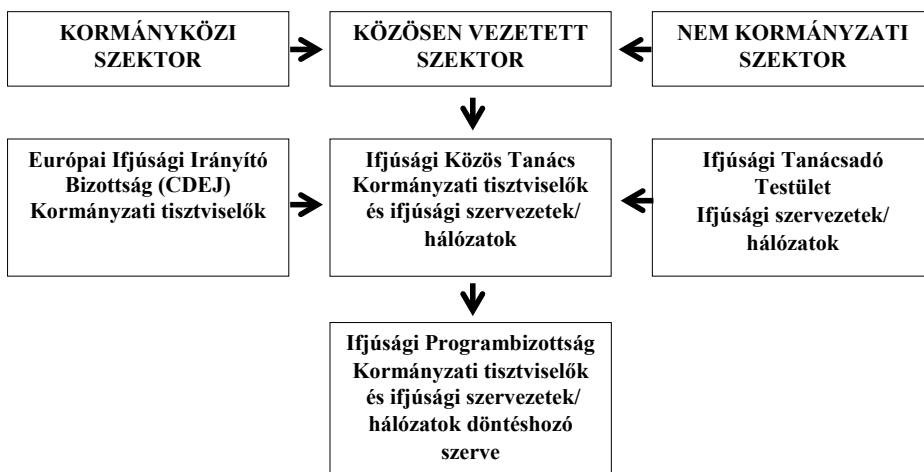 KORMÁNYKÖZI
SZEKTOR
KÖZÖSEN VEZETETT
SZEKTOR
NEM KORMÁNYZATI
SZEKTOR
Európai Ifjúsági Irányító
Bizottság (CDEJ)
Kormányzati tisztviselők
Ifjúsági Közös Tanács
Kormányzati tisztviselők
és ifjúsági szervezetek/
hálózatok
Ifjúsági Tanácsadó
Testület
Ifjúsági szervezetek/
hálózatok
Ifjúsági Programbizottság
Kormányzati tisztviselők
és ifjúsági szervezetek/
hálózatok döntéshozó
szerve